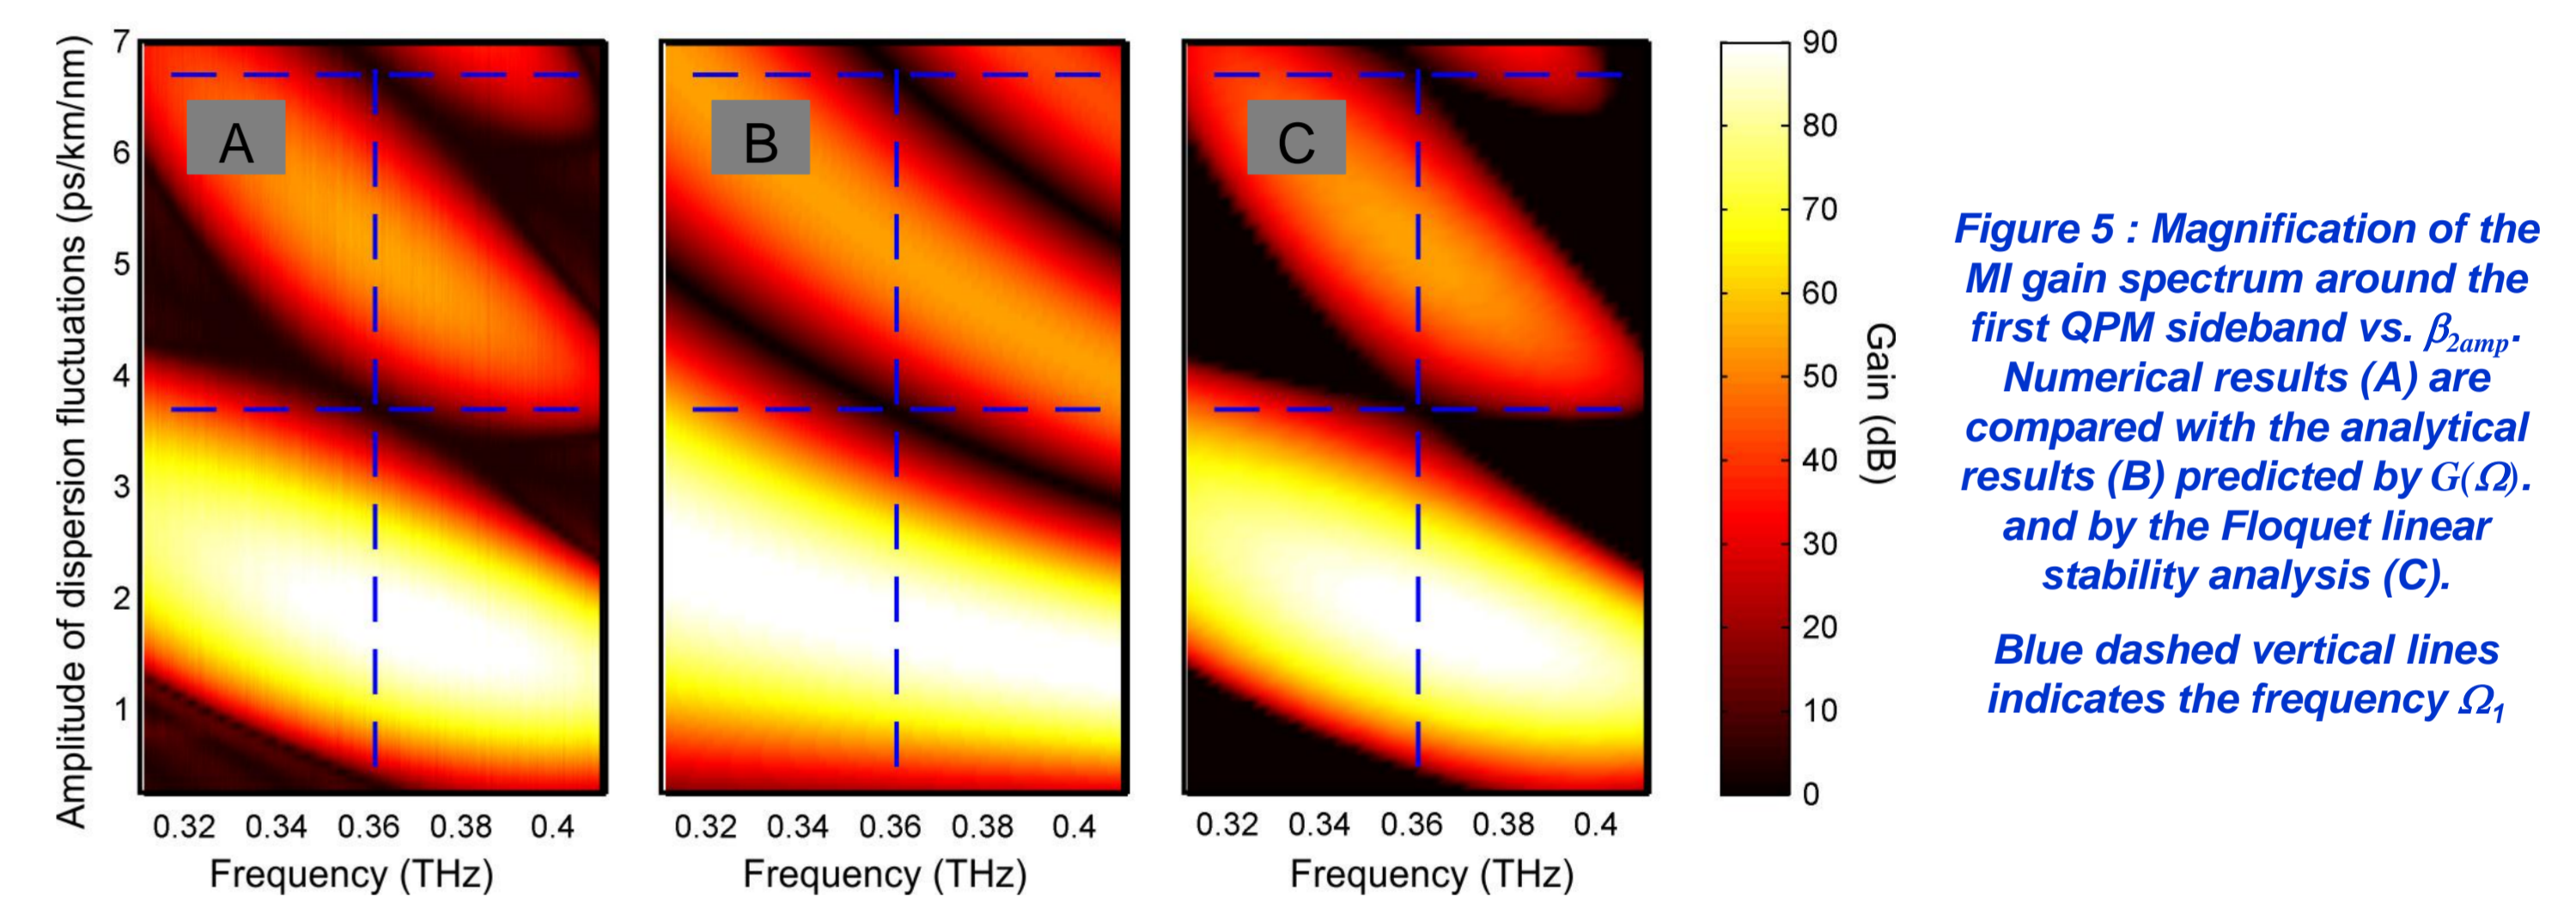 Amplitude of dispersion fluctuations (ps/km/nm)
7
6
5
4
3
2
1
A
0.32 0.34 0.36 0.38 0.4
Frequency (THz)
B
0.32 0.34 0.36 0.38 0.4
Frequency (THz)
C
0.32 0.34 0.36 0.38 0.4
Frequency (THz)
90
80
70
60
50
40
30
20
10
0
Gain (dB)
Figure 5 : Magnification of the
MI gain spectrum around the
first QPM sideband vs. β2amp.
Numerical results (A) are
compared with the analytical
results (B) predicted by G(Ω).
and by the Floquet linear
stability analysis (C).
Blue dashed vertical lines
indicates the frequency Ω1